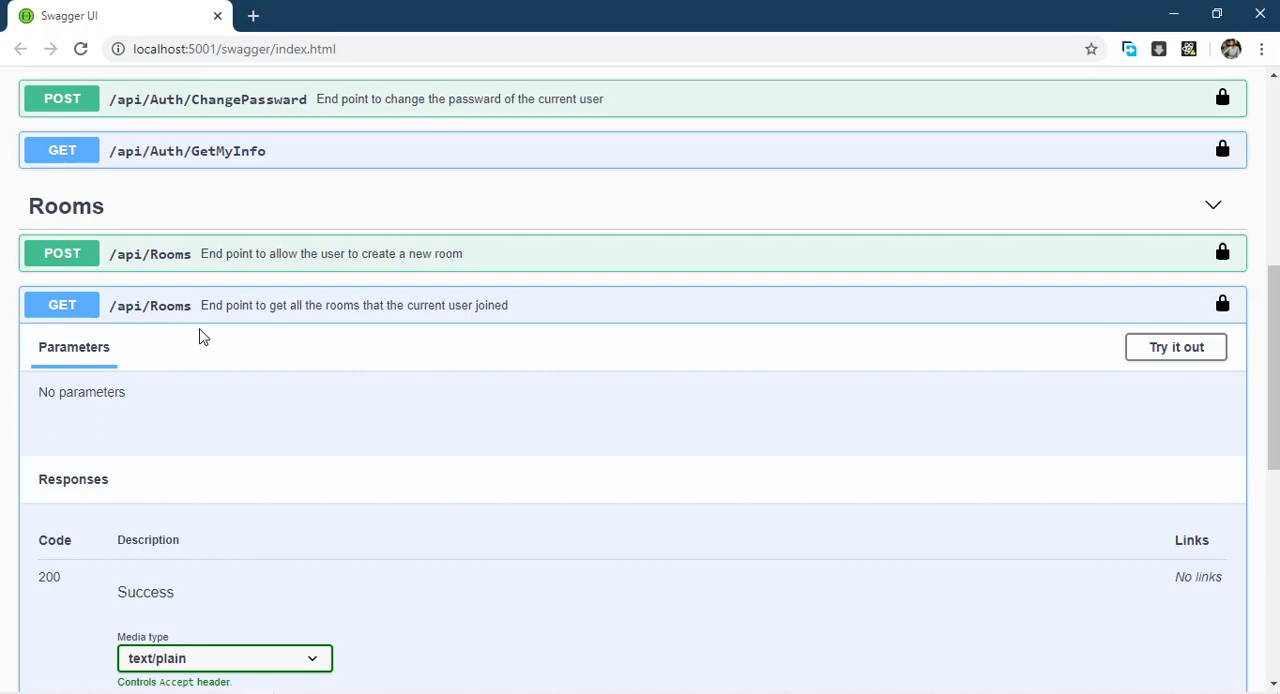 Swagger UI
localhost:5001/swagger/index.html
POST /api/Auth/ChangePassward End point to change the password of the current user
GET /api/Auth/GetMyInfo
Rooms
POST /api/Rooms End point to allow the user to create a new room
GET /api/Rooms End point to get all the rooms that the current user joined
Parameters Try it out
No parameters
Responses
Code Description Links
200 No links
Success
Media type
text/plain
Controls Accept header.